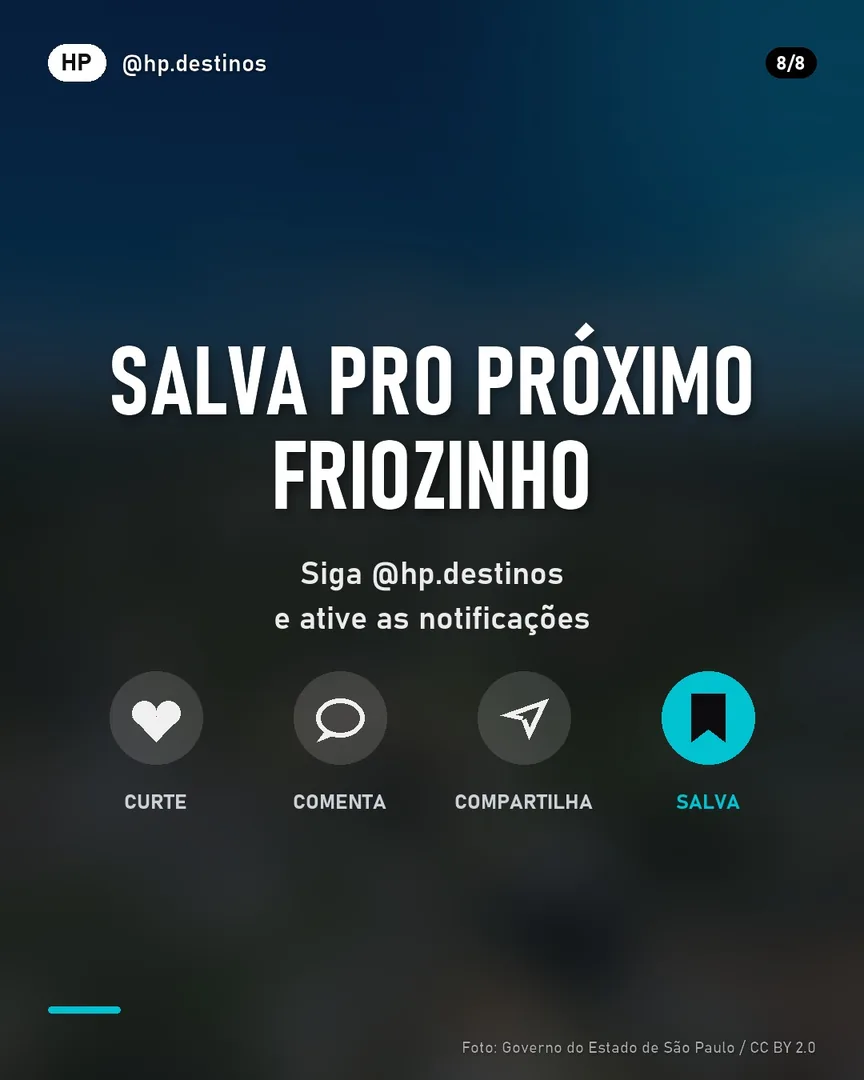 HP @hp.destinos 8/8
SALVA PRO PRÓXIMO
FRIOZINHO
Siga @hp.destinos
e ative as notificações
CURTE COMENTA COMPARTILHA SALVA
Foto: Governo do Estado de São Paulo / CC BY 2.0